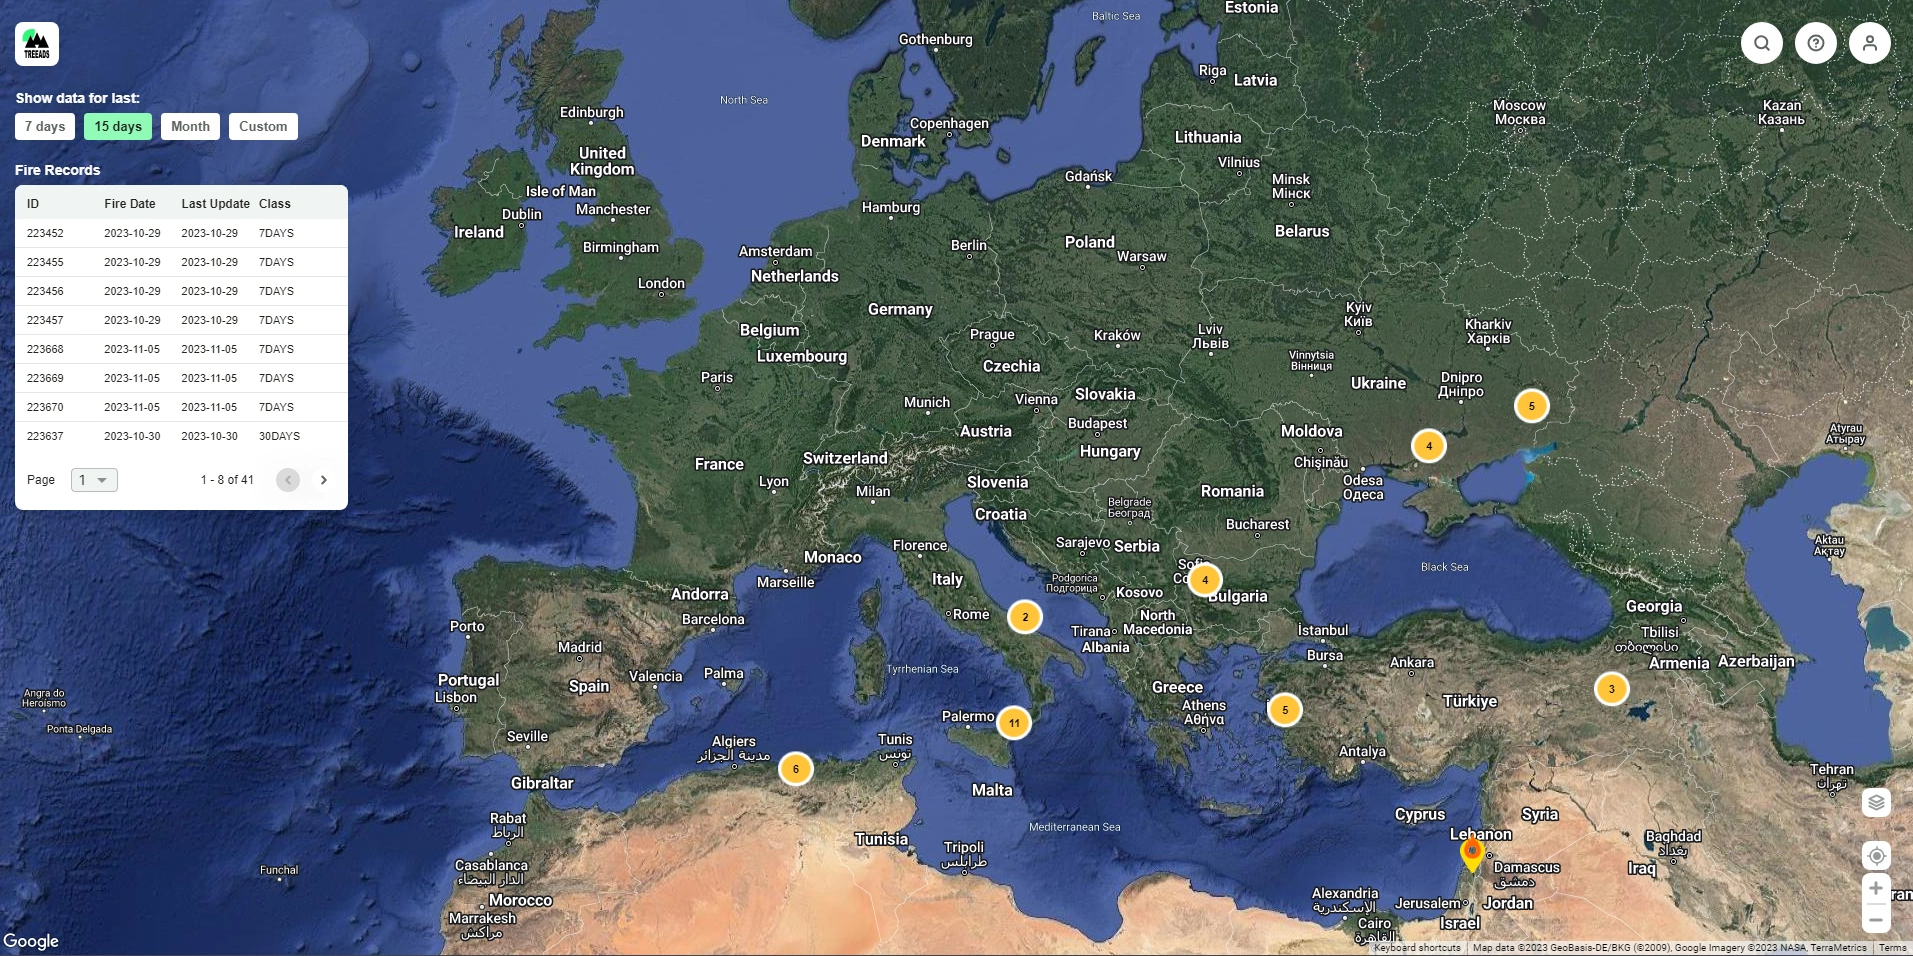 TREEADS
Show data for last:
7 days
15 days
Month
Custom
Fire Records
ID Fire Date Last Update Class
223452 2023-10-29 2023-10-29 7DAYS
223455 2023-10-29 2023-10-29 7DAYS
223456 2023-10-29 2023-10-29 7DAYS
223457 2023-10-29 2023-10-29 7DAYS
223668 2023-11-05 2023-11-05 7DAYS
223669 2023-11-05 2023-11-05 7DAYS
223670 2023-11-05 2023-11-05 7DAYS
223637 2023-10-30 2023-10-30 30DAYS
Page 1 1 - 8 of 41
Baltic Sea
Estonia
Gothenburg
Riga
Latvia
North Sea
Edinburgh
Moscow
Москва
Kazan
Казань
Copenhagen
Denmark
Lithuania
United
Kingdom
Vilnius
Isle of Man
Gdańsk
Minsk
Мінск
Dublin
Manchester
Hamburg
Ireland
Belarus
Birmingham
Amsterdam
Berlin
Poland
Warsaw
Netherlands
London
Germany
Kyiv
Київ
Belgium
Prague
Kraków
Lviv
Львів
Kharkiv
Харків
Luxembourg
Czechia
Vinnytsia
Вінниця
Paris
Ukraine
Dnipro
Дніпро
Munich
Vienna
Slovakia
5
Budapest
Austria
Moldova
Atyrau
Атырау
4
Hungary
Switzerland
France
Chișinău
Lyon
Milan
Slovenia
Odesa
Одеса
Romania
Croatia
Belgrade
Београд
Bucharest
Florence
Sarajevo
Serbia
Aktau
Ақтау
Monaco
Black Sea
Marseille
Italy
Podgorica
Подгорица
4
Andorra
Kosovo
Bulgaria
Georgia
Barcelona
Rome
2
North
Macedonia
Porto
Tirana
İstanbul
Tbilisi
თბილისი
Madrid
Albania
Bursa
Ankara
Armenia
Azerbaijan
Tyrrhenian Sea
Valencia
Palma
Portugal
Spain
Greece
3
Angra do
Heroismo
Lisbon
Athens
Αθήνα
5
Türkiye
Ponta Delgada
Palermo
11
Seville
Algiers
مدينة الجزائر
Tunis
تونس
Antalya
6
Tehran
تهران
Gibraltar
Malta
Rabat
الرباط
Mediterranean Sea
Cyprus
Syria
Tunisia
Lebanon
Baghdad
بغداد
Tripoli
طرابلس
Casablanca
الدار البيضاء
Funchal
Damascus
دمشق
Iraq
Morocco
Alexandria
الإسكندرية
Jerusalem
Jordan
Marrakesh
مراكش
Cairo
القاهرة
Israel
Google
Keyboard shortcuts
Map data ©2023 GeoBasis-DE/BKG (©2009), Google Imagery ©2023 NASA, TerraMetrics
Terms